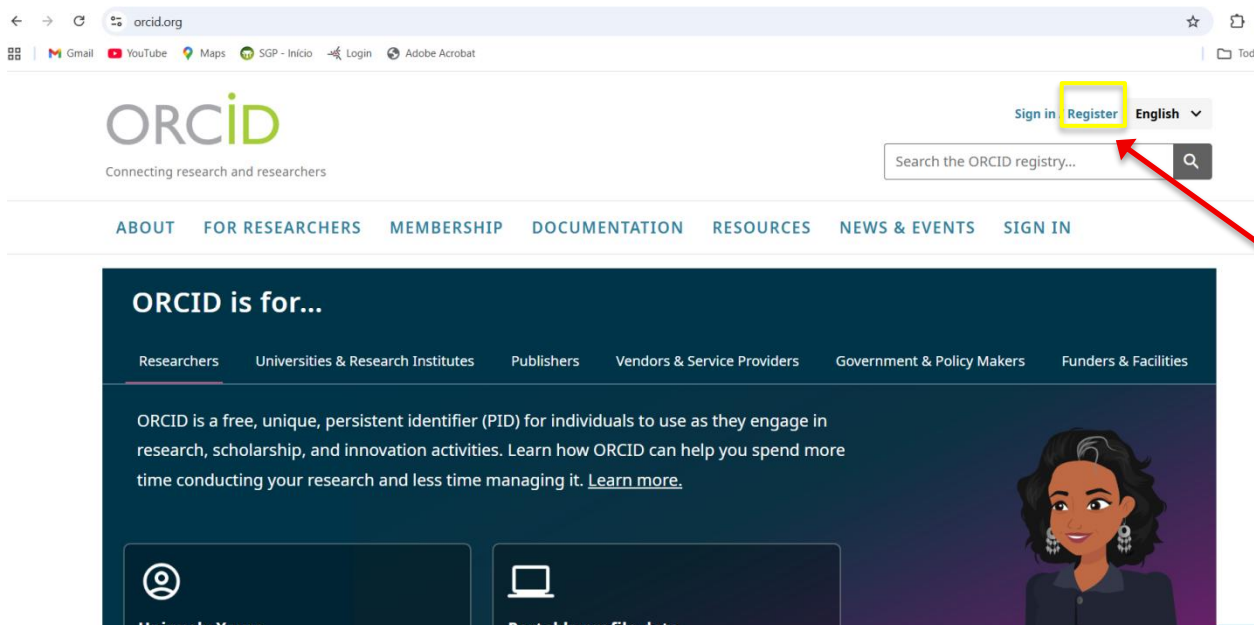 orcid.org
Gmail YouTube Maps SGP - Início Login Adobe Acrobat
ORCID
Connecting research and researchers
Sign in Register English
Search the ORCID registry...
ABOUT FOR RESEARCHERS MEMBERSHIP DOCUMENTATION RESOURCES NEWS & EVENTS SIGN IN
ORCID is for...
Researchers Universities & Research Institutes Publishers Vendors & Service Providers Government & Policy Makers Funders & Facilities
ORCID is a free, unique, persistent identifier (PID) for individuals to use as they engage in
research, scholarship, and innovation activities. Learn how ORCID can help you spend more
time conducting your research and less time managing it. Learn more.